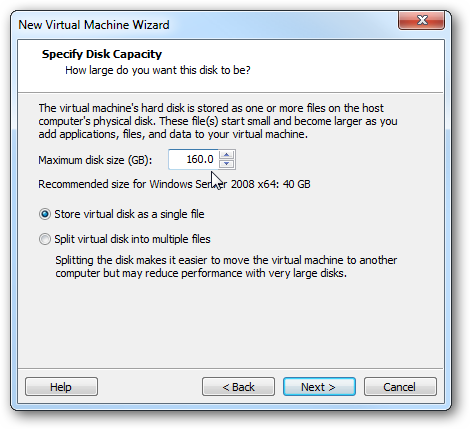 New Virtual Machine Wizard
Specify Disk Capacity
How large do you want this disk to be?
The virtual machine's hard disk is stored as one or more files on the host
computer's physical disk. These file(s) start small and become larger as you
add applications, files, and data to your virtual machine.
Maximum disk size (GB): 160.0
Recommended size for Windows Server 2008 x64: 40 GB
Store virtual disk as a single file
Split virtual disk into multiple files
Splitting the disk makes it easier to move the virtual machine to another
computer but may reduce performance with very large disks.
Help < Back Next > Cancel